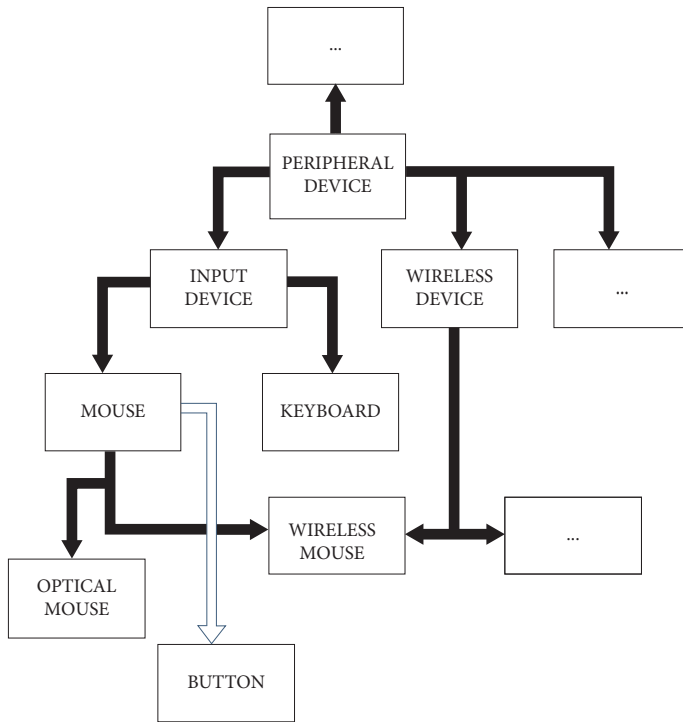 ...
PERIPHERAL
DEVICE
INPUT
DEVICE
WIRELESS
DEVICE
...
MOUSE
KEYBOARD
WIRELESS
MOUSE
...
OPTICAL
MOUSE
BUTTON